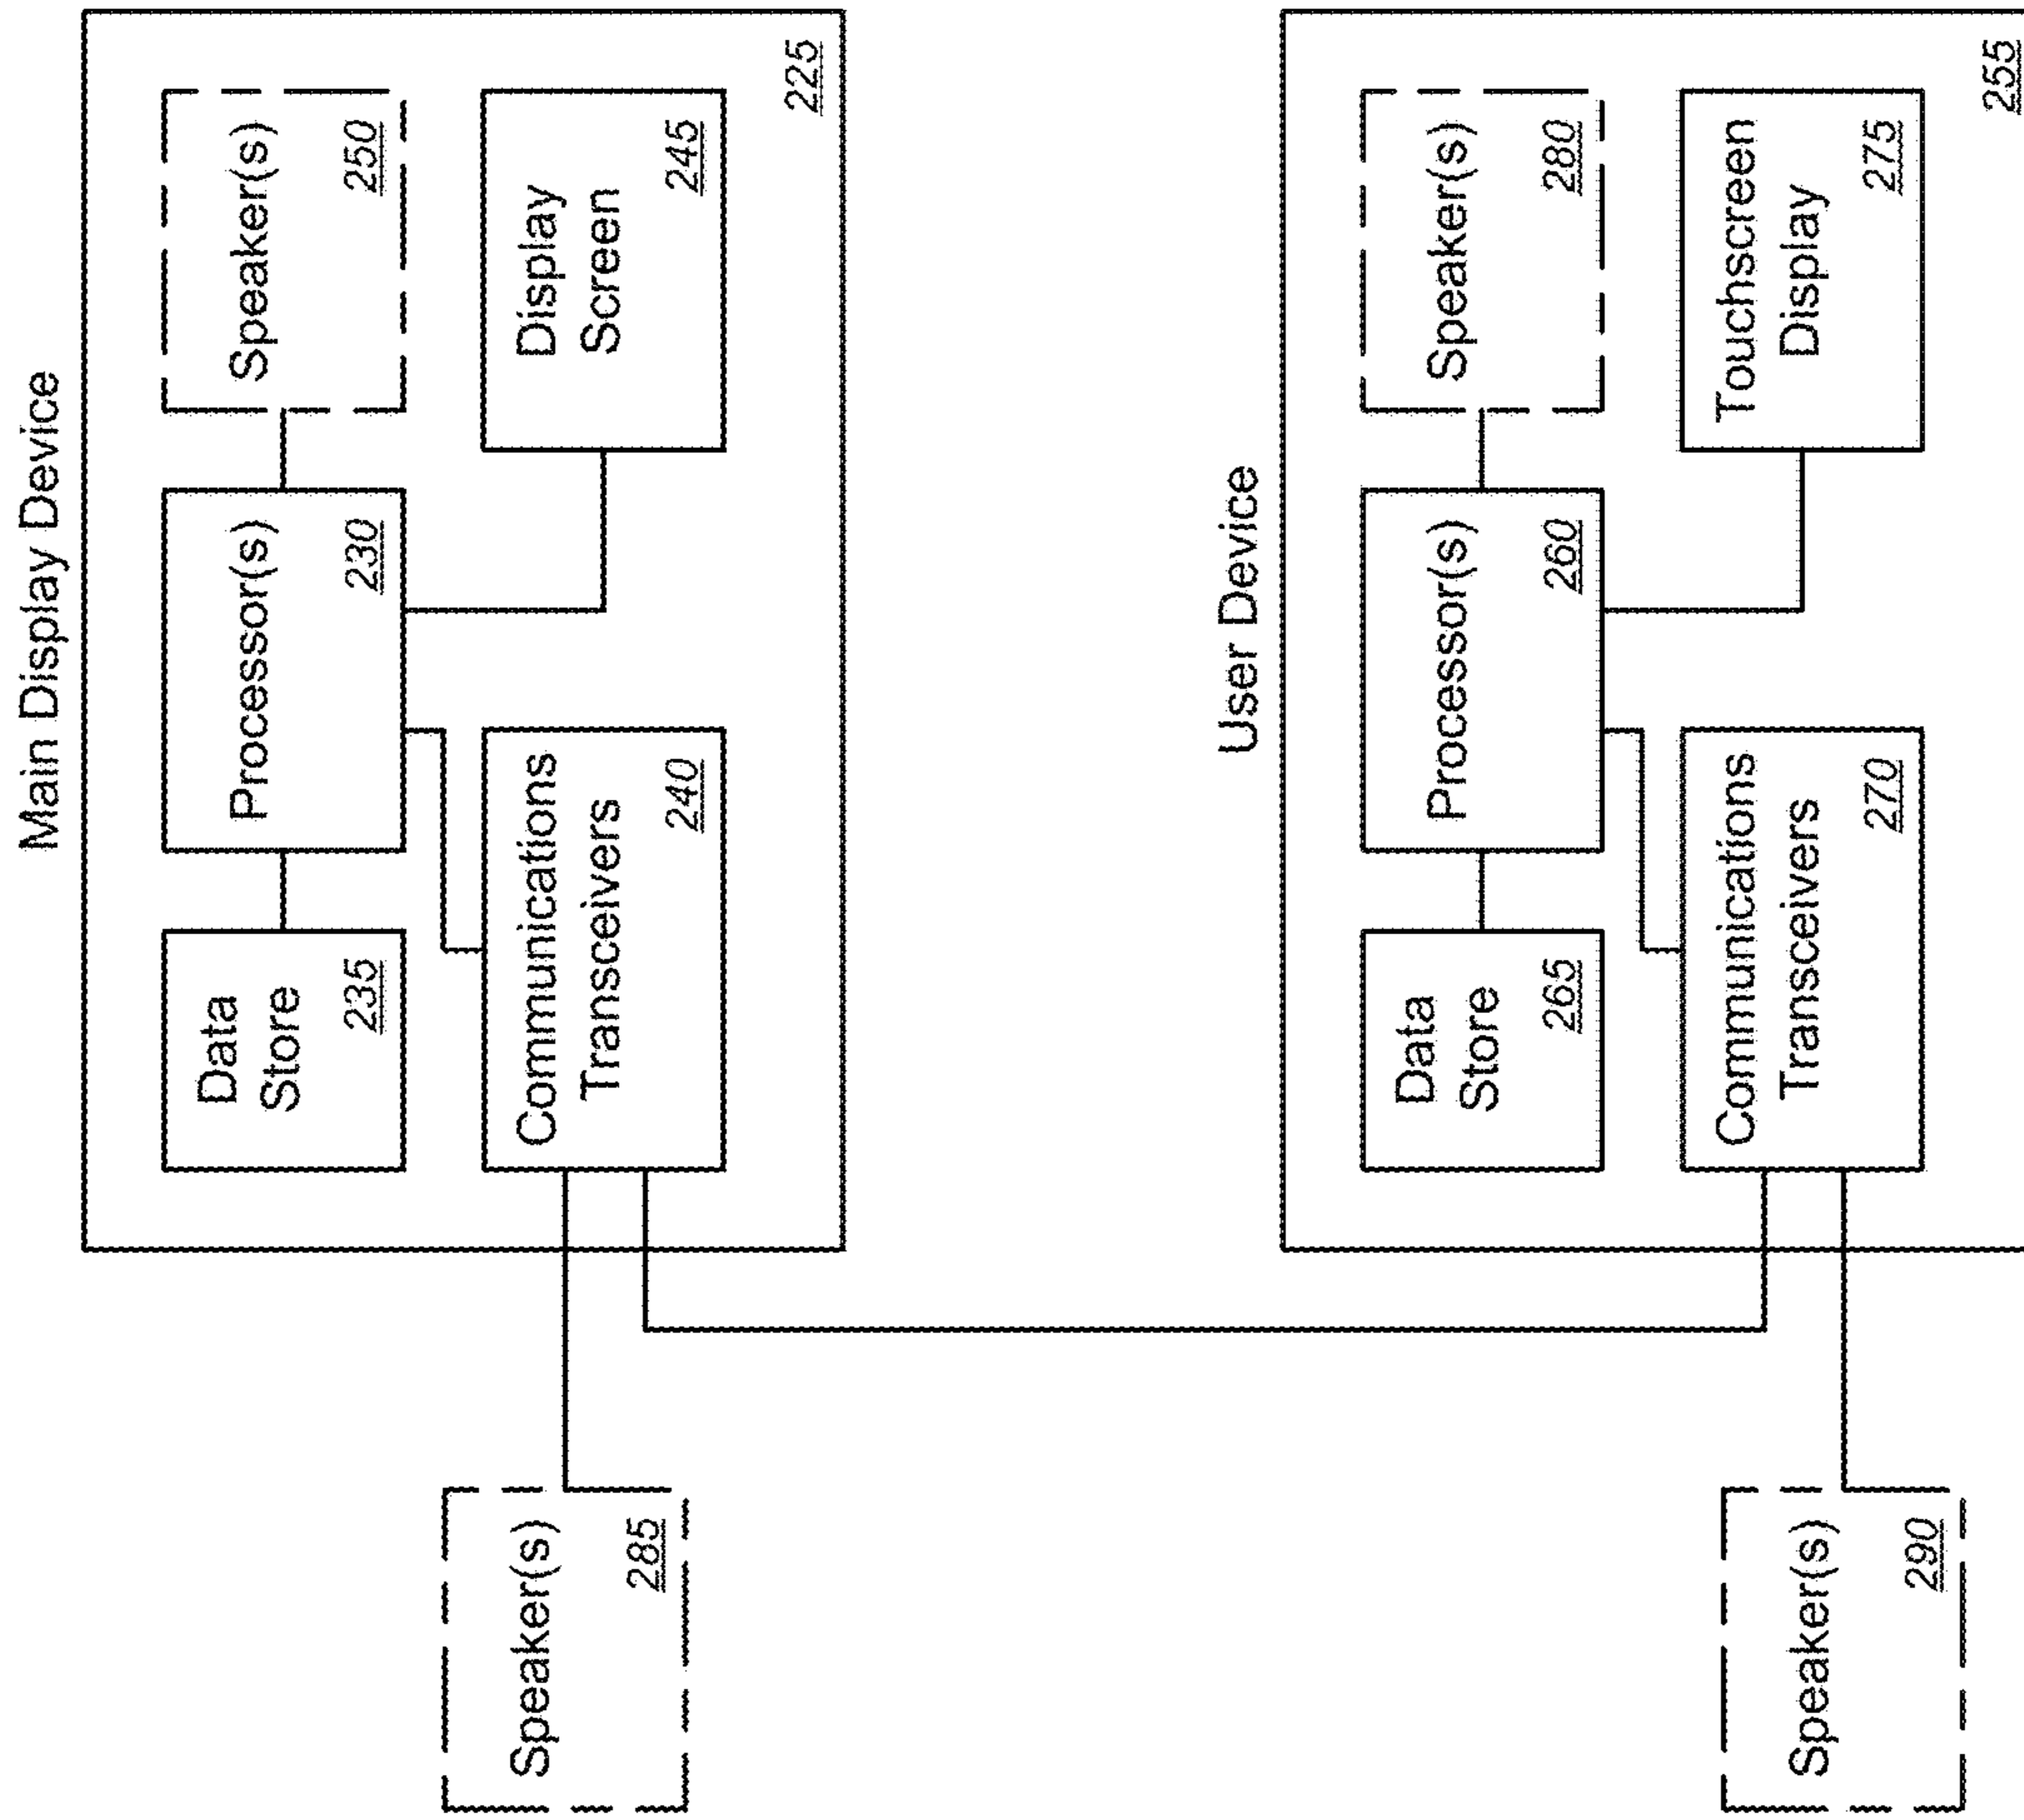 Main Display Device
Data
Store
235
Processor(s)
230
Speaker(s)
250
Communications
Transceivers
240
Display
Screen
245
225
Speaker(s)
285
User Device
Data
Store
265
Processor(s)
260
Speaker(s)
280
Communications
Transceivers
270
Touchscreen
Display
275
255
Speaker(s)
290